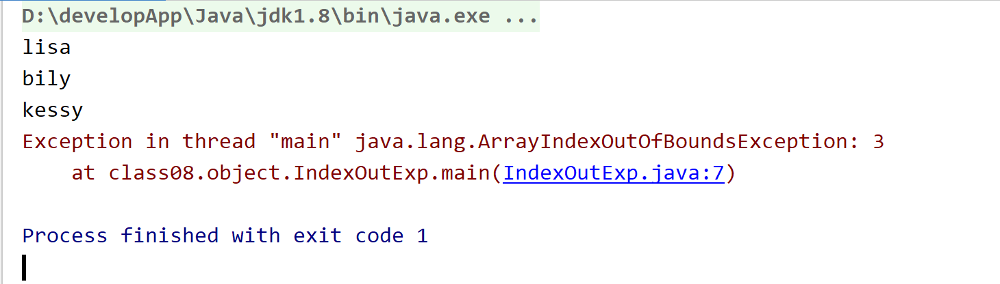 D:\developApp\Java\jdk1.8\bin\java.exe ...
lisa
bily
kessy
Exception in thread "main" java.lang.ArrayIndexOutOfBoundsException: 3
    at class08.object.IndexOutExp.main(IndexOutExp.java:7)
Process finished with exit code 1